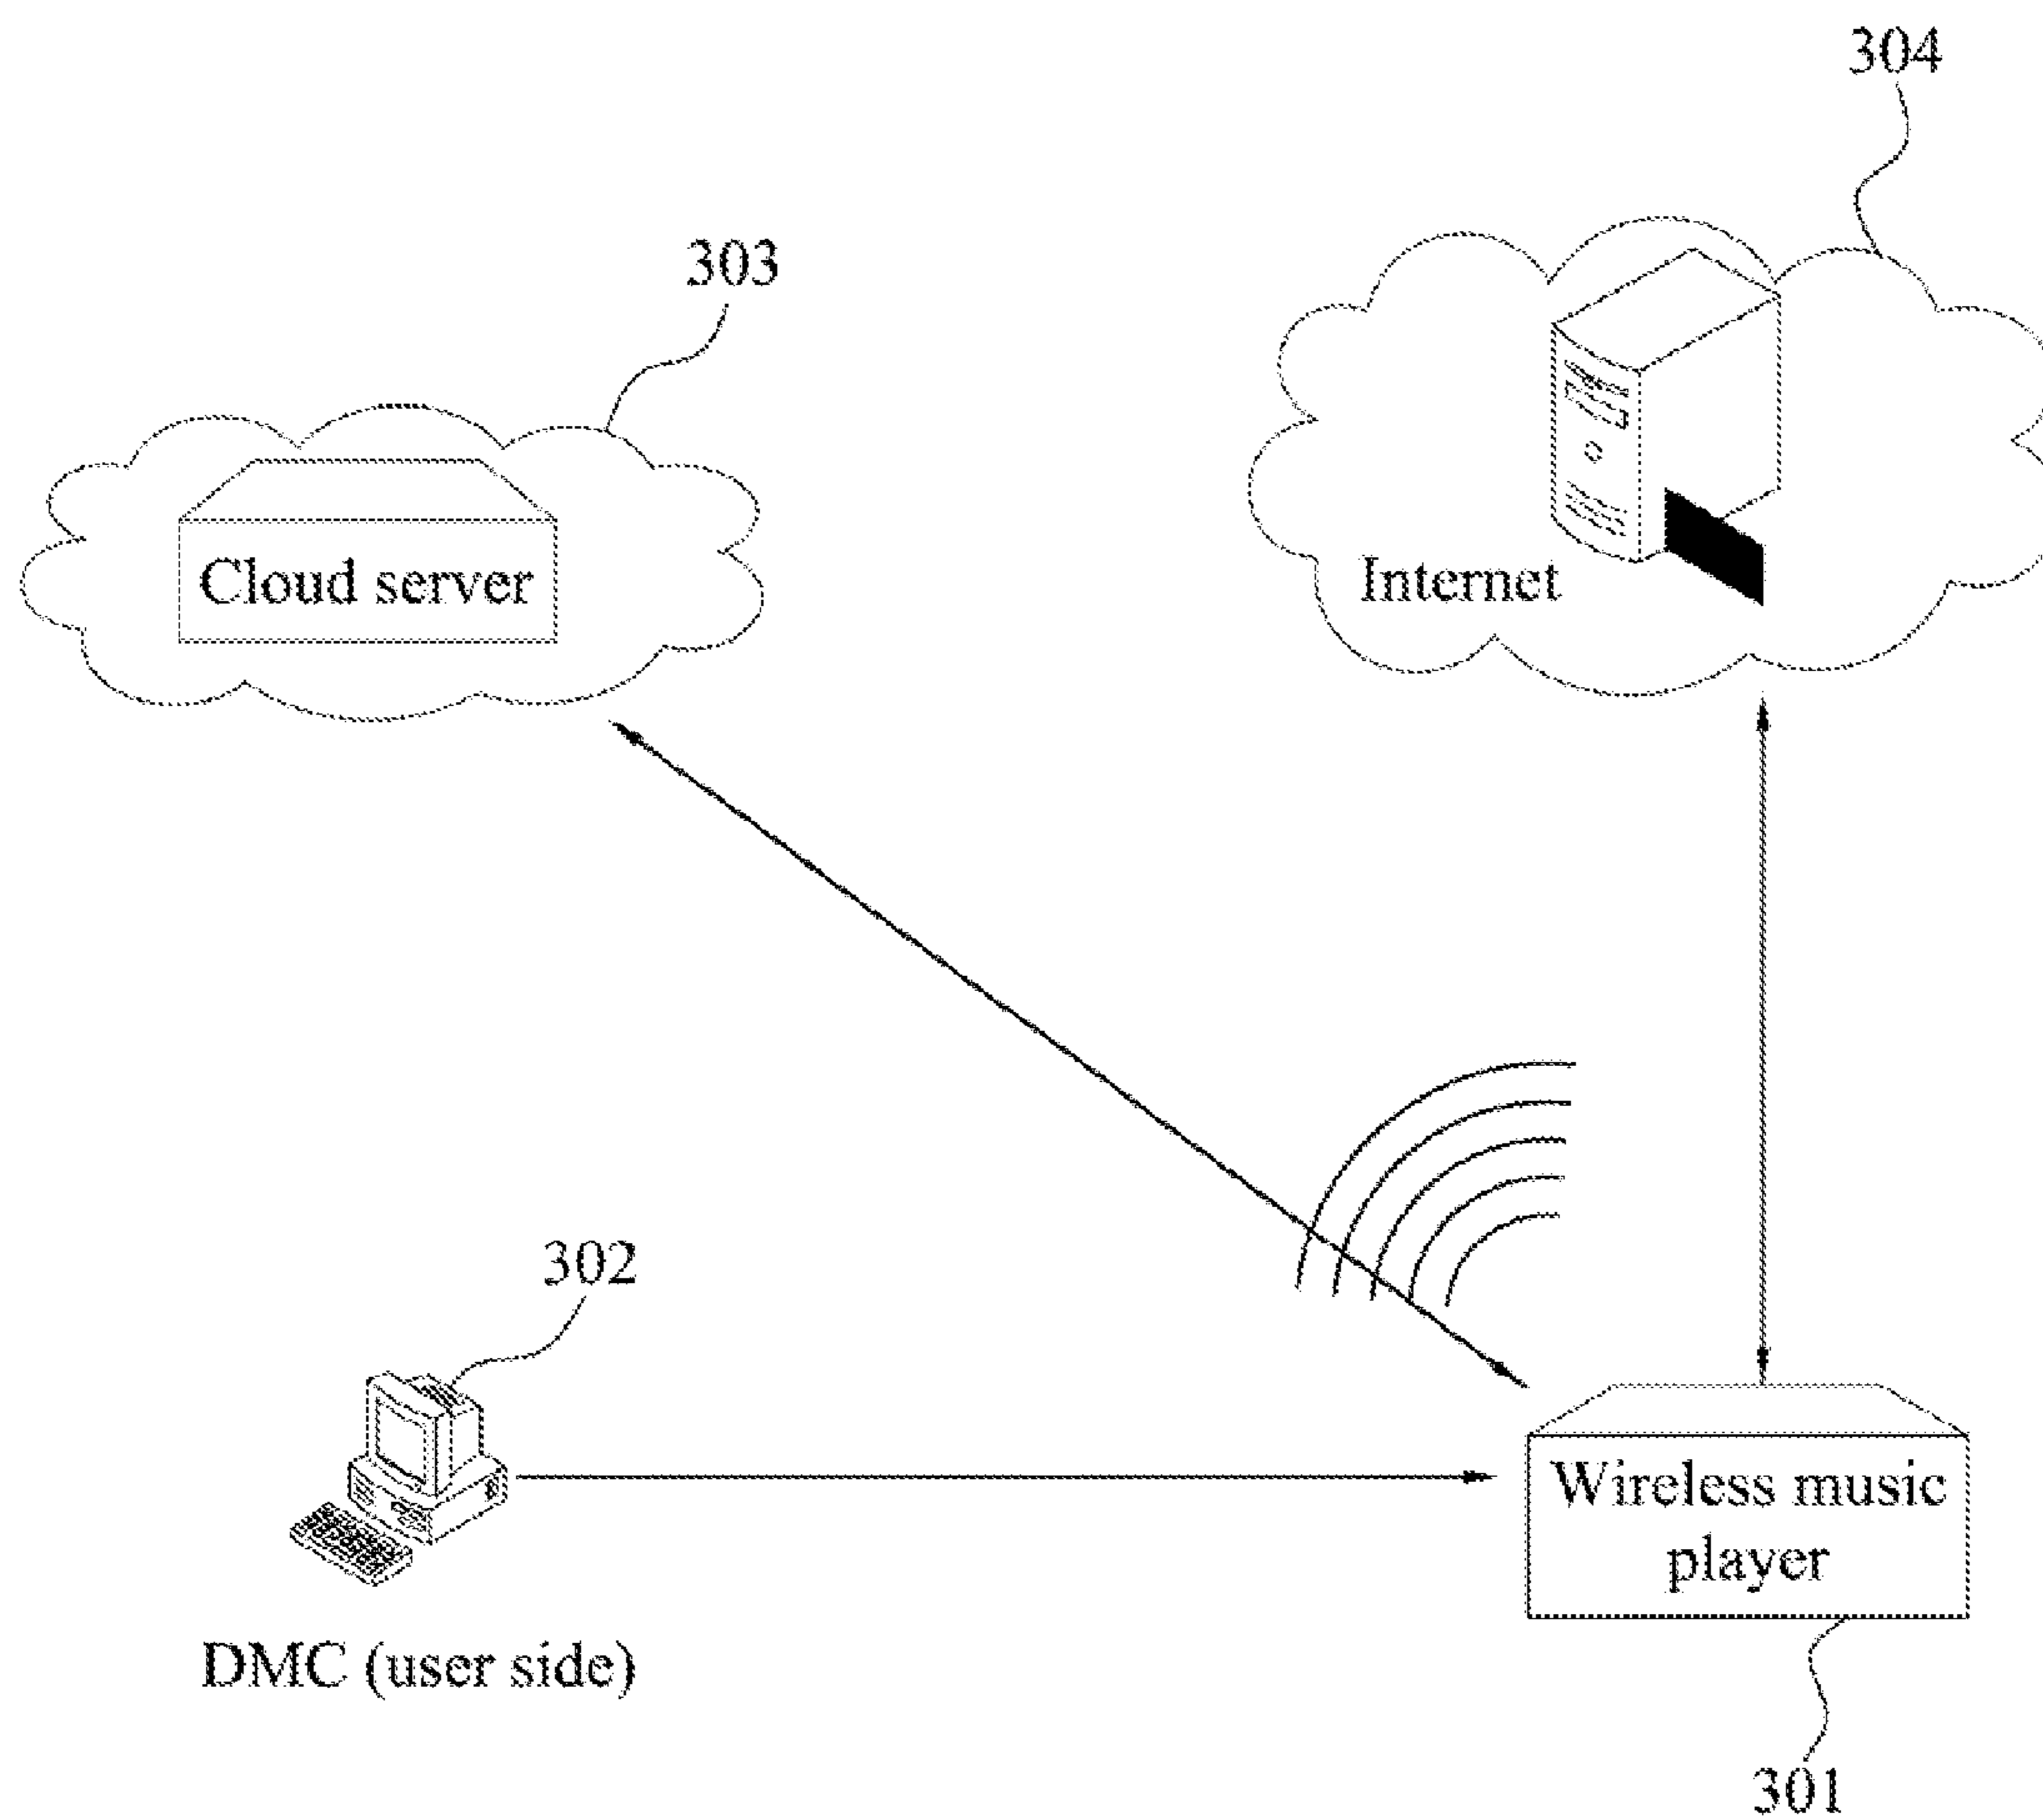 304
303
Cloud server
Internet
302
Wireless music
player
DMC (user side)
301